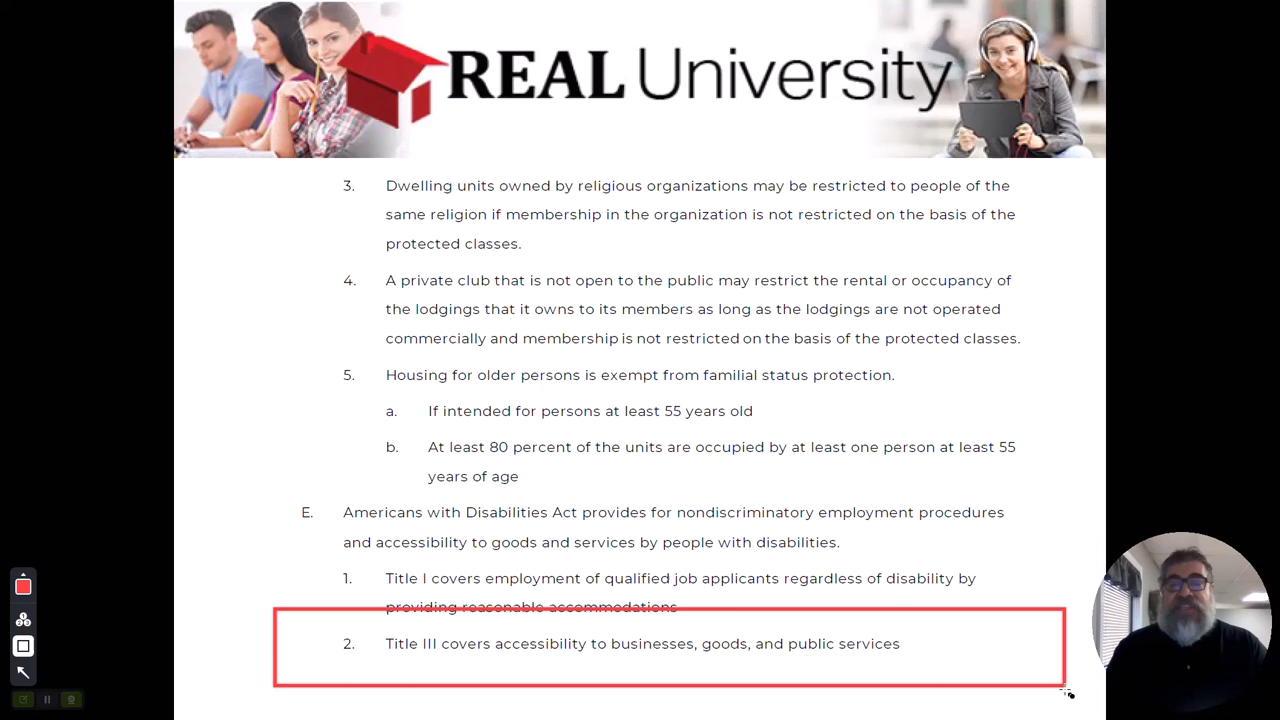 REAL University
3. Dwelling units owned by religious organizations may be restricted to people of the
same religion if membership in the organization is not restricted on the basis of the
protected classes.
4. A private club that is not open to the public may restrict the rental or occupancy of
the lodgings that it owns to its members as long as the lodgings are not operated
commercially and membership is not restricted on the basis of the protected classes.
5. Housing for older persons is exempt from familial status protection.
a. If intended for persons at least 55 years old
b. At least 80 percent of the units are occupied by at least one person at least 55
years of age
E. Americans with Disabilities Act provides for nondiscriminatory employment procedures
and accessibility to goods and services by people with disabilities.
1. Title I covers employment of qualified job applicants regardless of disability by
providing reasonable accommodations
2. Title III covers accessibility to businesses, goods, and public services